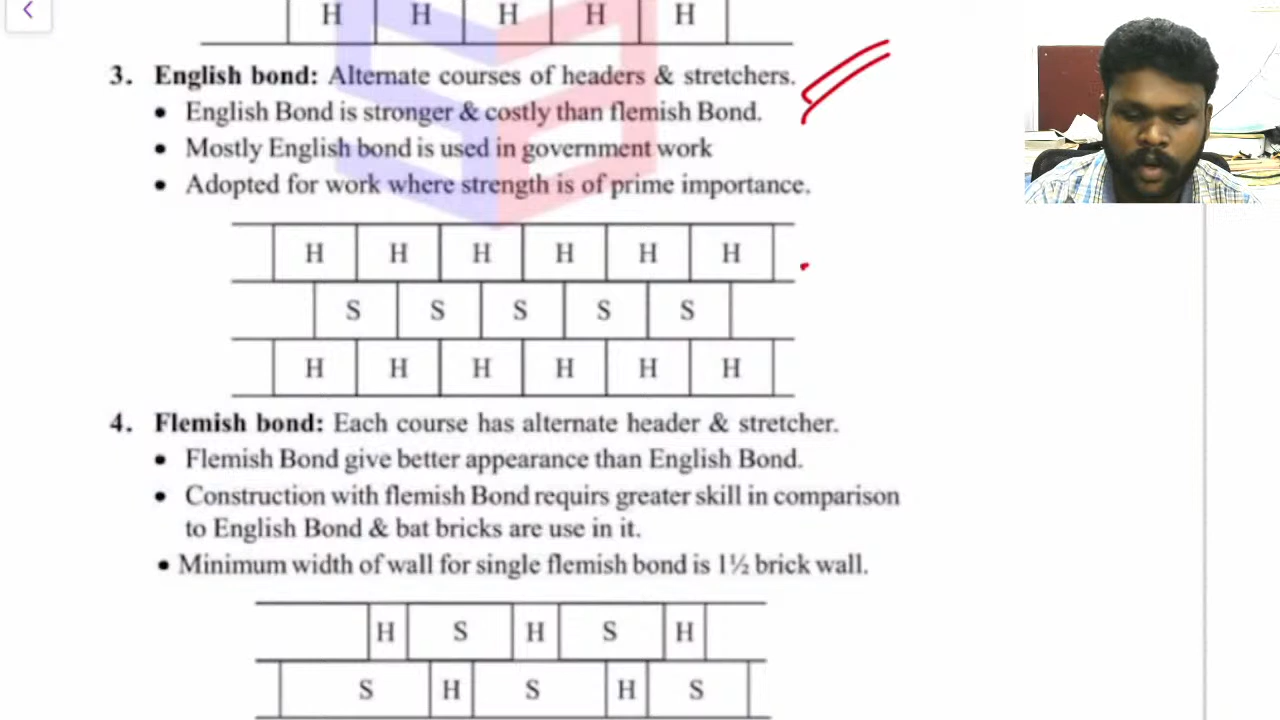 H H H H H
3. English bond: Alternate courses of headers & stretchers.
• English Bond is stronger & costly than flemish Bond.
• Mostly English bond is used in government work
• Adopted for work where strength is of prime importance.
H H H H H H
S S S S S
H H H H H H
4. Flemish bond: Each course has alternate header & stretcher.
• Flemish Bond give better appearance than English Bond.
• Construction with flemish Bond requirs greater skill in comparison
to English Bond & bat bricks are use in it.
• Minimum width of wall for single flemish bond is 1½ brick wall.
H S H S H
S H S H S